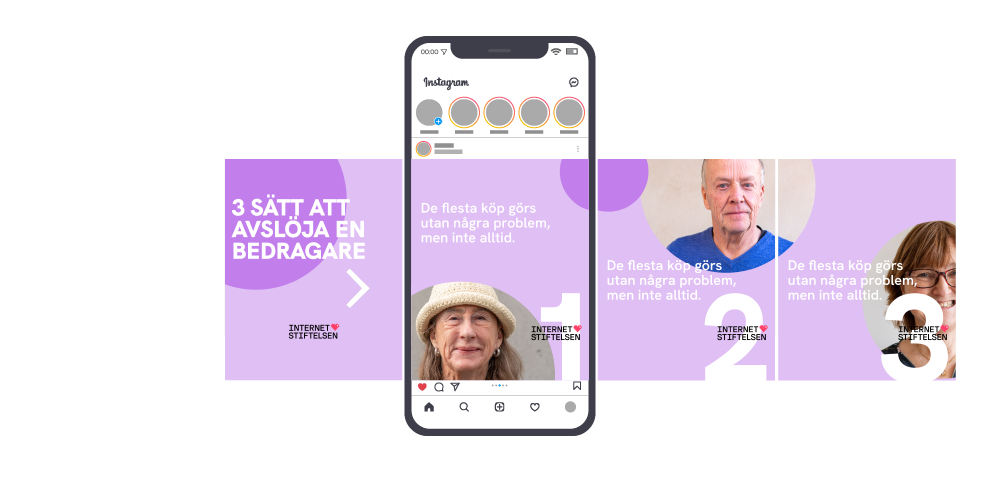 00:00
Instagram
3 SÄTT ATT
AVSLÖJA EN
BEDRAGARE
INTERNET
STIFTELSEN
De flesta köp görs
utan några problem,
men inte alltid.
1
INTERNET
STIFTELSEN
De flesta köp görs
utan några problem,
men inte alltid.
2
INTERNET
STIFTELSEN
De flesta köp görs
utan några problem,
men inte alltid.
3
INTERNET
STIFTELSEN